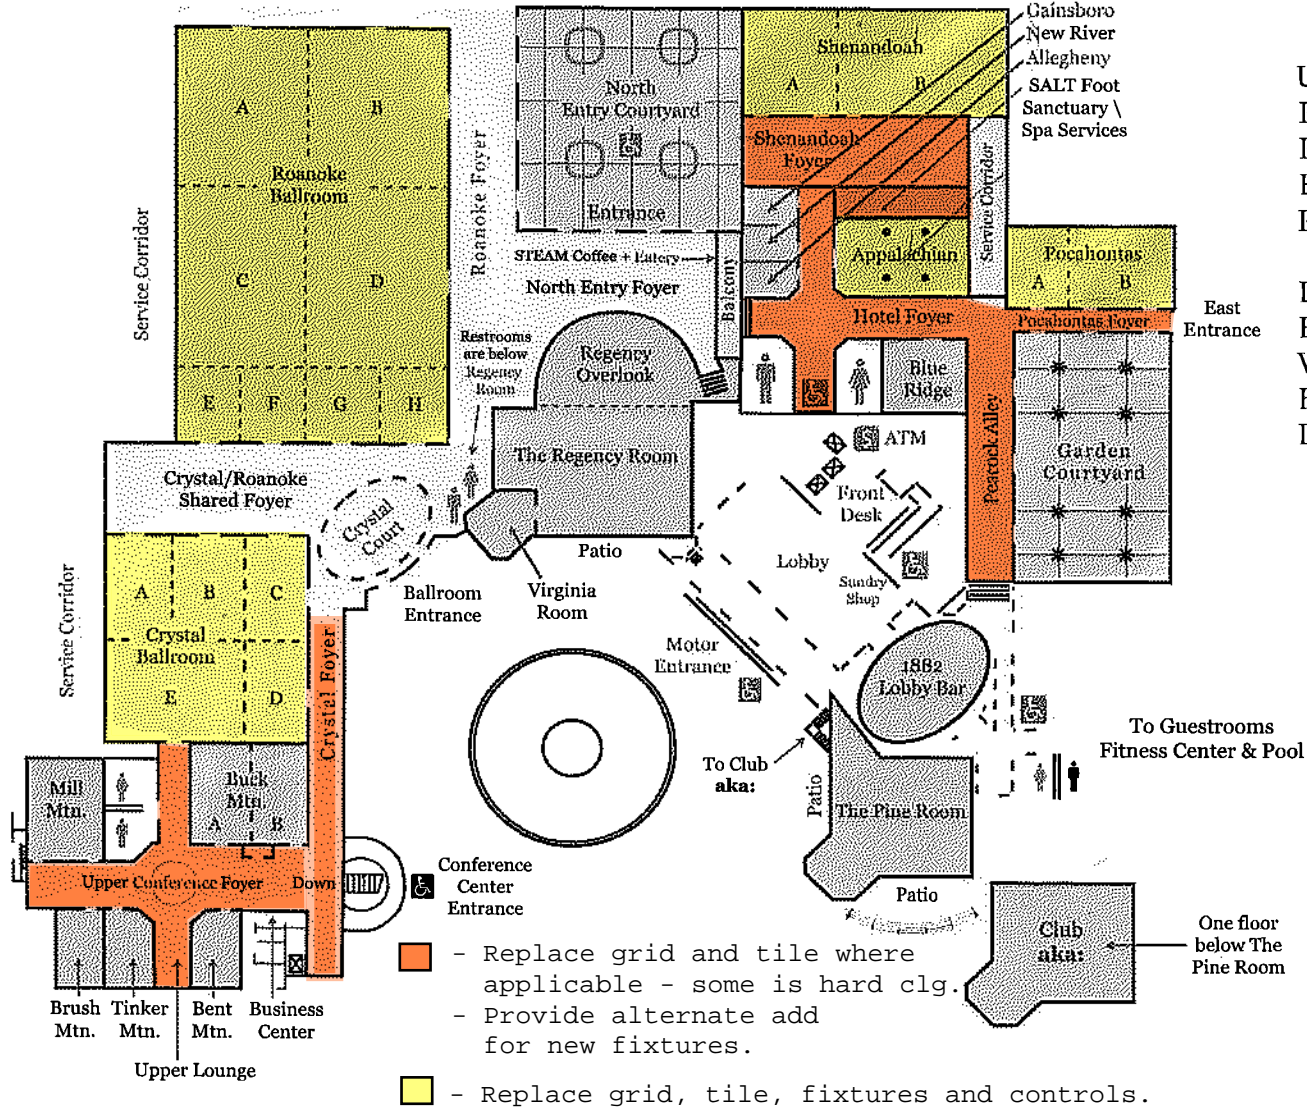 Gainsboro
New River
Allegheny
SALT Foot
Sanctuary \
Spa Services
Shenandoah
A
B
North
Entry Courtyard
Entrance
Shenandoah
Foyer
Service Corridor
Appalachian
Pocahontas
A
B
A
B
Roanoke
Ballroom
C
D
E
F
G
H
Service Corridor
Roanoke Foyer
STEAM Coffee + Eatery
North Entry Foyer
Balcony
Hotel Foyer
Pocahontas Foyer
East
Entrance
Restrooms
are below
Regency
Room
Regency
Overlook
Blue
Ridge
The Regency Room
Peacock Alley
Garden
Courtyard
ATM
Front
Desk
Lobby
Sundry
Shop
Crystal/Roanoke
Shared Foyer
Crystal
Court
Patio
Virginia
Room
Ballroom
Entrance
Service Corridor
A
B
C
Crystal
Ballroom
E
D
Crystal Foyer
Motor
Entrance
1882
Lobby Bar
To Guestrooms
Fitness Center & Pool
To Club
aka:
Patio
The Pine Room
Patio
Mill
Mtn.
Buck
Mtn.
A
B
Upper Conference Foyer
Down
Conference
Center
Entrance
Club
aka:
One floor
below The
Pine Room
Brush
Mtn.
Tinker
Mtn.
Bent
Mtn.
Business
Center
Upper Lounge
- Replace grid and tile where
applicable - some is hard clg.
- Provide alternate add
for new fixtures.
- Replace grid, tile, fixtures and controls.